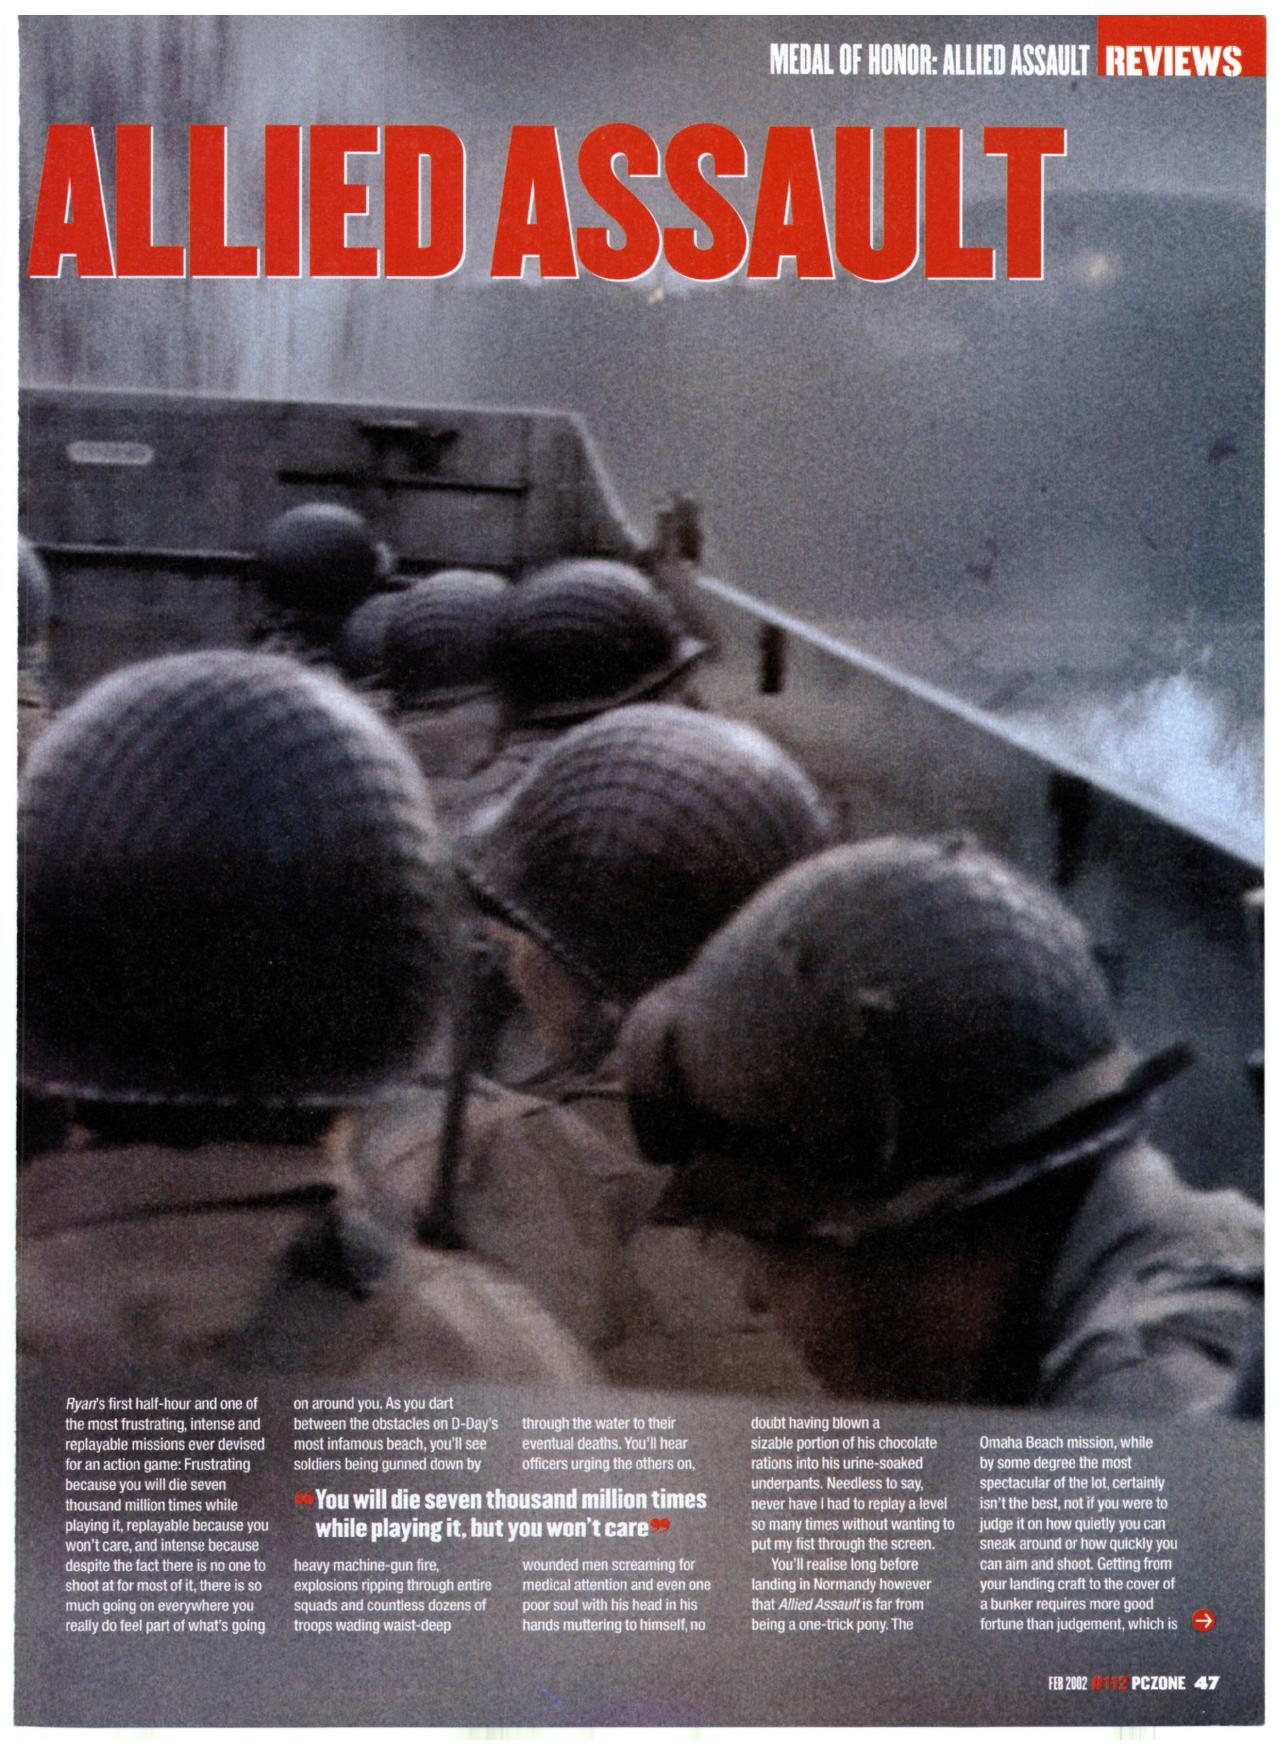 MEDAL OF HONOR: ALLIED ASSAULT REVIEWS
ALLIED ASSAULT
Ryan's first half-hour and one of
the most frustrating, intense and
replayable missions ever devised
for an action game: Frustrating
because you will die seven
thousand million times while
playing it, replayable because you
won't care, and intense because
despite the fact there is no one to
shoot at for most of it, there is so
much going on everywhere you
really do feel part of what's going
on around you. As you dart
between the obstacles on D-Day's
most infamous beach, you'll see
soldiers being gunned down by
heavy machine-gun fire,
explosions ripping through entire
squads and countless dozens of
troops wading waist-deep
through the water to their
eventual deaths. You'll hear
officers urging the others on,
wounded men screaming for
medical attention and even one
poor soul with his head in his
hands muttering to himself, no
doubt having blown a
sizable portion of his chocolate
rations into his urine-soaked
underpants. Needless to say,
never have I had to replay a level
so many times without wanting to
put my fist through the screen.
You'll realise long before
landing in Normandy however
that Allied Assault is far from
being a one-trick pony. The
Omaha Beach mission, while
by some degree the most
spectacular of the lot, certainly
isn't the best, not if you were to
judge it on how quietly you can
sneak around or how quickly you
can aim and shoot. Getting from
your landing craft to the cover of
a bunker requires more good
fortune than judgement, which is
“You will die seven thousand million times
while playing it, but you won't care”
FEB 2002 #112 PCZONE 47